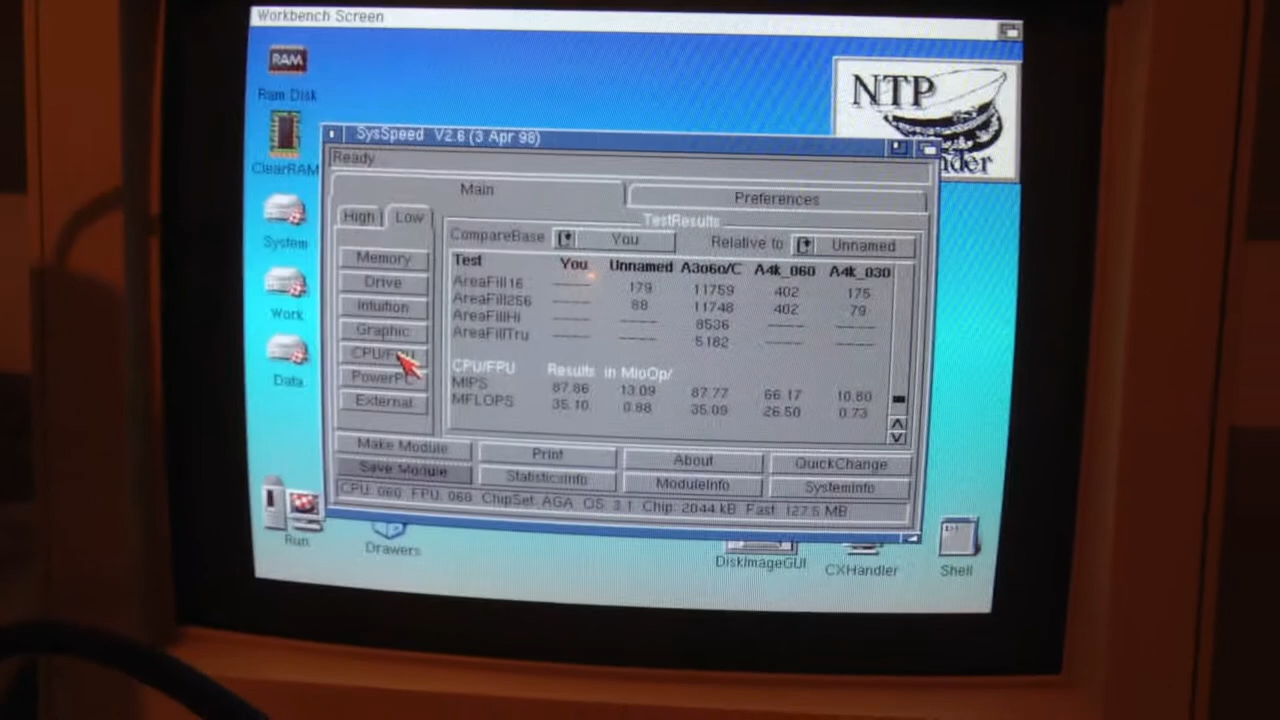 Workbench Screen
RAM
Ram Disk
NTP
ClearRAM
SysSpeed V2.6 (3 Apr 98)
Ready
Main
Preferences
High
Low
TestResults
CompareBase
You
Relative to
Unnamed
Memory
Drive
Intuition
Graphic
CPU/FPU
PowerPC
External
Test You Unnamed A3060/C A4k_060 A4k_030
AreaFill16 ------ 179 11759 402 175
AreaFill256 ------ 88 11748 402 79
AreaFillHi ------ ------ 8536 ------ ------
AreaFillTru ------ ------ 5182 ------ ------
CPU/FPU Results in MioOp/
MIPS 87.86 13.09 87.77 66.17 10.80
MFLOPS 35.10 0.88 35.09 26.50 0.73
Make Module
Print
About
QuickChange
Save Module
StatisticsInfo
ModuleInfo
SystemInfo
CPU: 060 FPU: 060 ChipSet: AGA OS: 3.1 Chip: 2044 kB Fast: 127.5 MB
System
Work
Data
Run
Drawers
DiskImageGUI
CXHandler
Shell